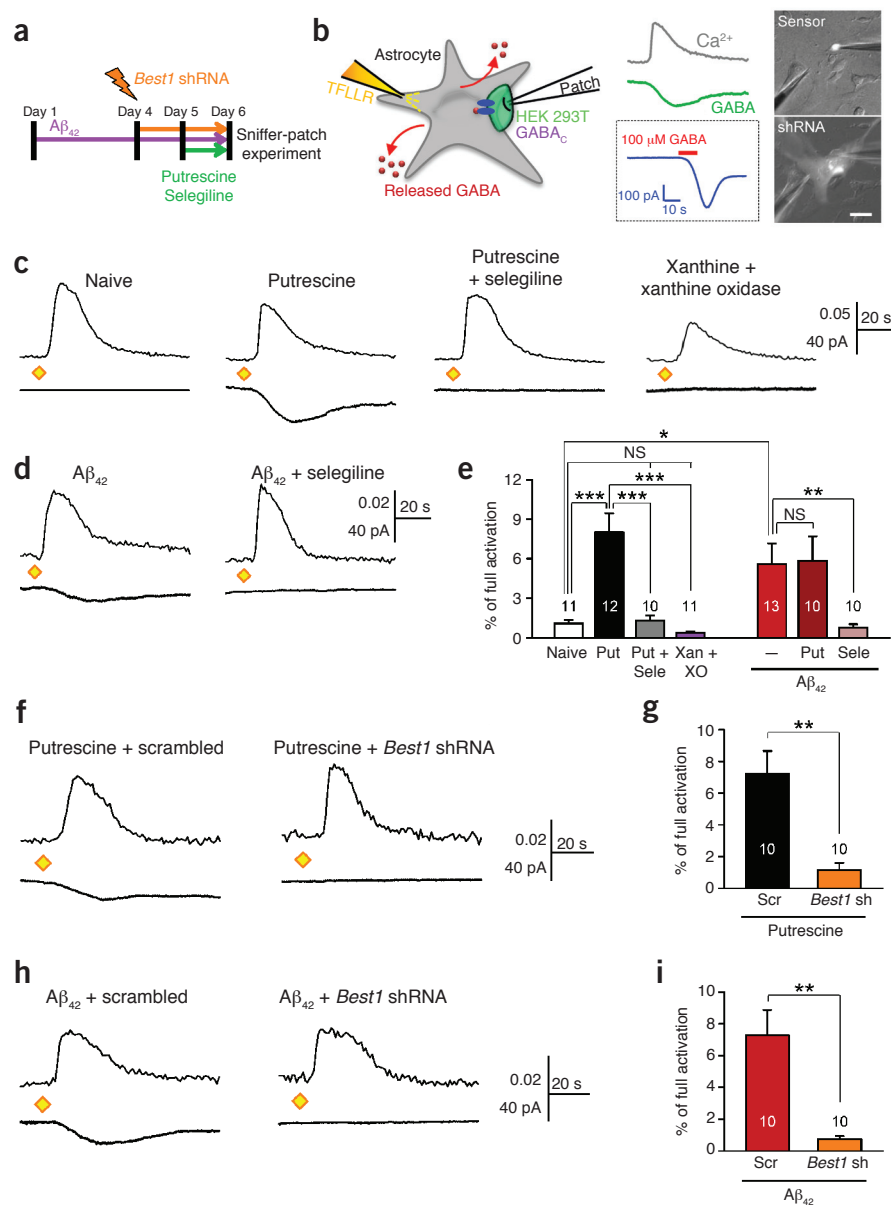 a
Best1 shRNA
Day 1
Aβ42
Day 4
Day 5
Day 6
Sniffer-patch
experiment
Putrescine
Selegiline
b
Astrocyte
TFLLR
Patch
HEK 293T
GABAC
Released GABA
Ca2+
GABA
100 µM GABA
100 pA
10 s
Sensor
shRNA
c
Naive
Putrescine
Putrescine
+ selegiline
Xanthine +
xanthine oxidase
0.05
20 s
40 pA
d
Aβ42
Aβ42 + selegiline
0.02
20 s
40 pA
e
% of full activation
12
9
6
3
0
*
NS
***
***
***
**
NS
11
12
10
11
13
10
10
Naive
Put
Put +
Sele
Xan +
XO
–
Put
Sele
Aβ42
f
Putrescine + scrambled
Putrescine + Best1 shRNA
0.02
20 s
40 pA
g
% of full activation
10
8
6
4
2
0
**
10
10
Scr
Best1 sh
Putrescine
h
Aβ42 + scrambled
Aβ42 + Best1 shRNA
0.02
20 s
40 pA
i
% of full activation
10
8
6
4
2
0
**
10
10
Scr
Best1 sh
Aβ42